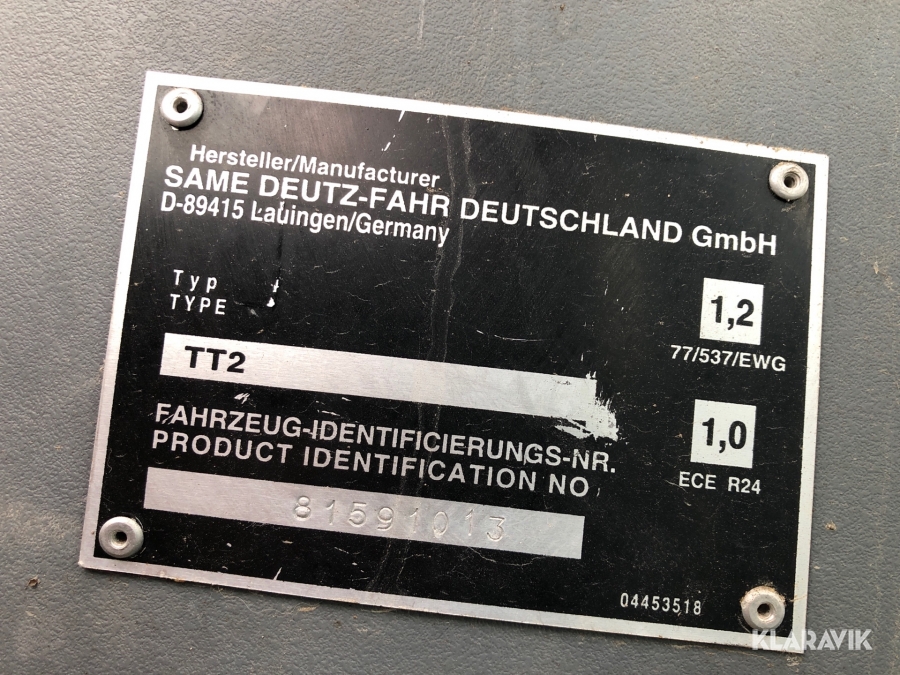 Hersteller/Manufacturer
SAME DEUTZ-FAHR DEUTSCHLAND GmbH
D-89415 Lauingen/Germany
Typ
TYPE
1,2
77/537/EWG
TT2
FAHRZEUG-IDENTIFICIERUNGS-NR.
PRODUCT IDENTIFICATION NO
1,0
ECE R24
81591013
04453518
KLARAVIK